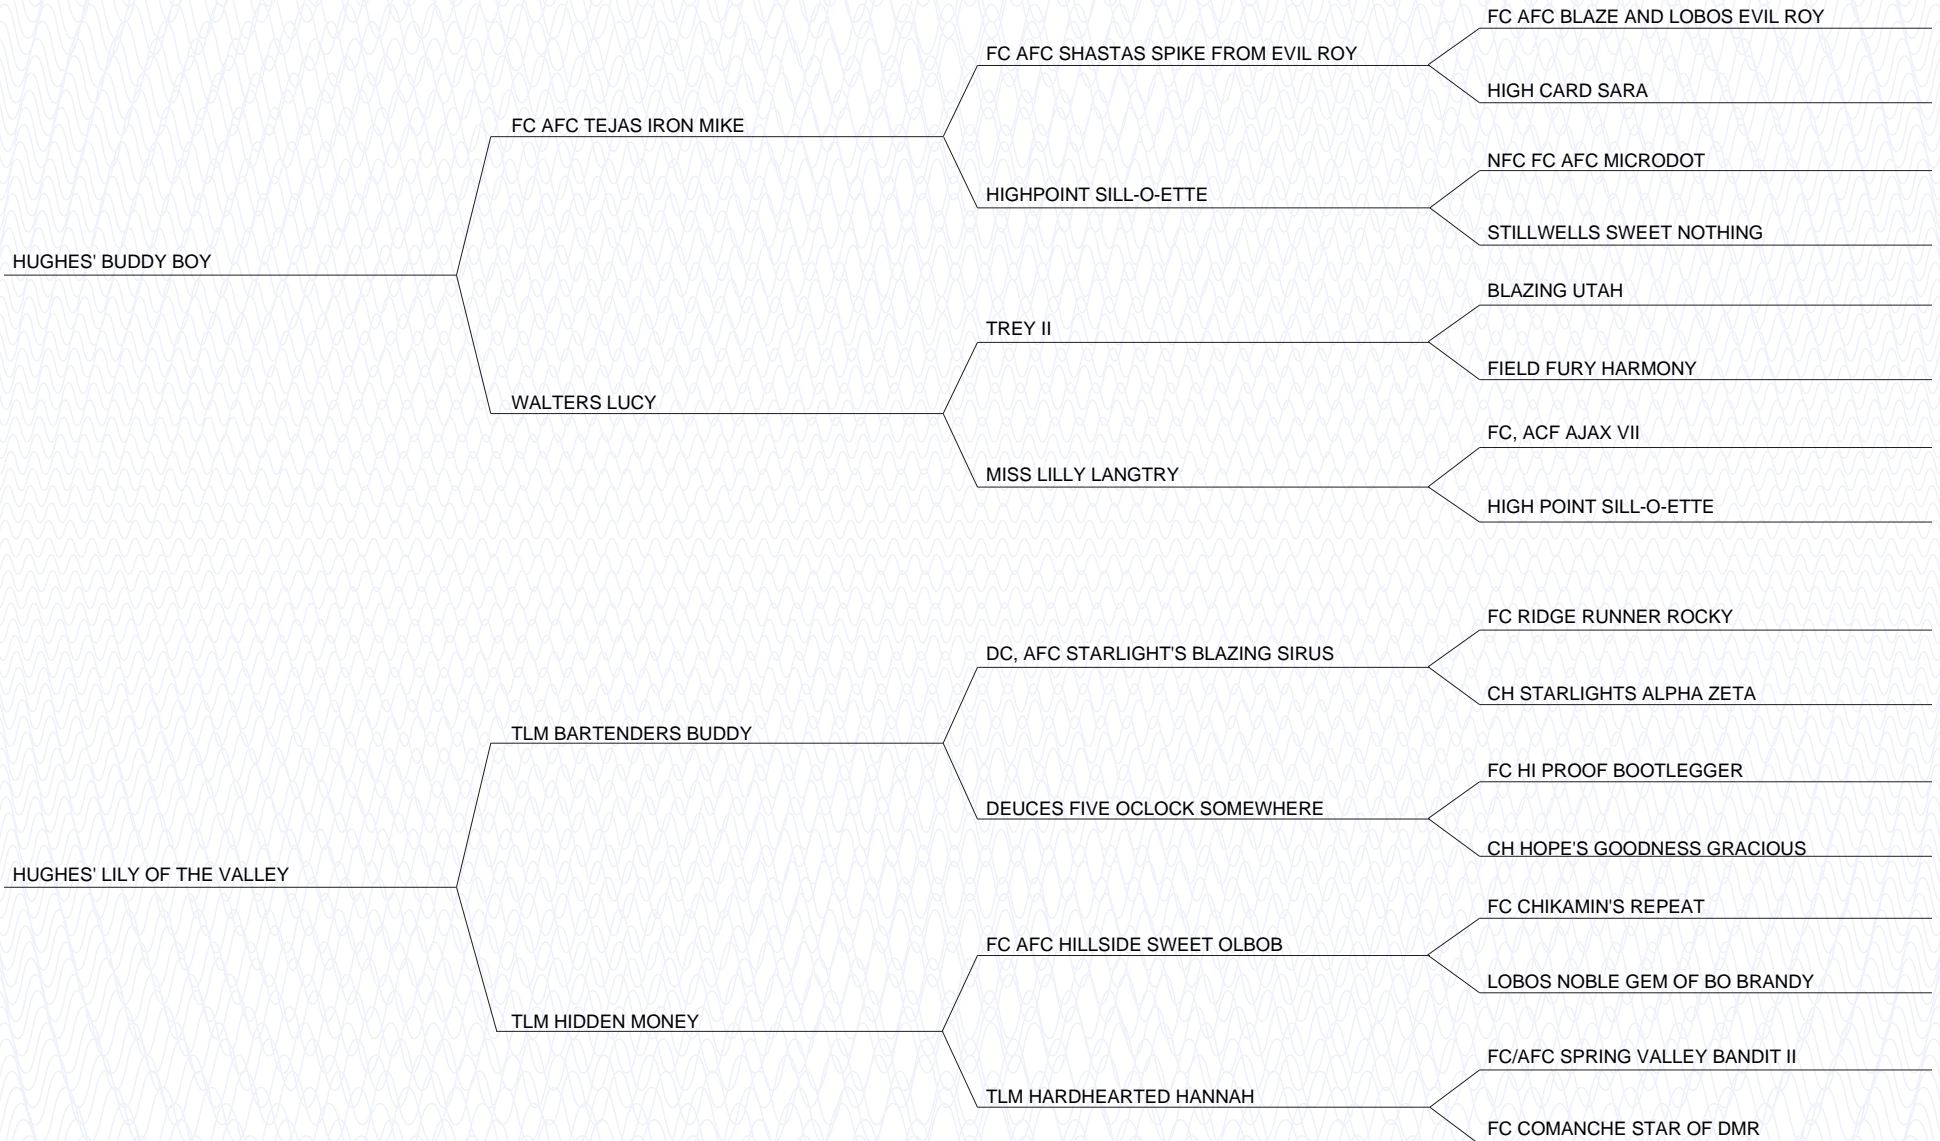 FC AFC BLAZE AND LOBOS EVIL ROY
FC AFC SHASTAS SPIKE FROM EVIL ROY
HIGH CARD SARA
FC AFC TEJAS IRON MIKE
NFC FC AFC MICRODOT
HIGHPOINT SILL-O-ETTE
STILLWELLS SWEET NOTHING
HUGHES' BUDDY BOY
BLAZING UTAH
TREY II
FIELD FURY HARMONY
WALTERS LUCY
FC, ACF AJAX VII
MISS LILLY LANGTRY
HIGH POINT SILL-O-ETTE
FC RIDGE RUNNER ROCKY
DC, AFC STARLIGHT'S BLAZING SIRUS
CH STARLIGHTS ALPHA ZETA
TLM BARTENDERS BUDDY
FC HI PROOF BOOTLEGGER
DEUCES FIVE OCLOCK SOMEWHERE
CH HOPE'S GOODNESS GRACIOUS
HUGHES' LILY OF THE VALLEY
FC CHIKAMIN'S REPEAT
FC AFC HILLSIDE SWEET OLBOB
LOBOS NOBLE GEM OF BO BRANDY
TLM HIDDEN MONEY
FC/AFC SPRING VALLEY BANDIT II
TLM HARDHEARTED HANNAH
FC COMANCHE STAR OF DMR